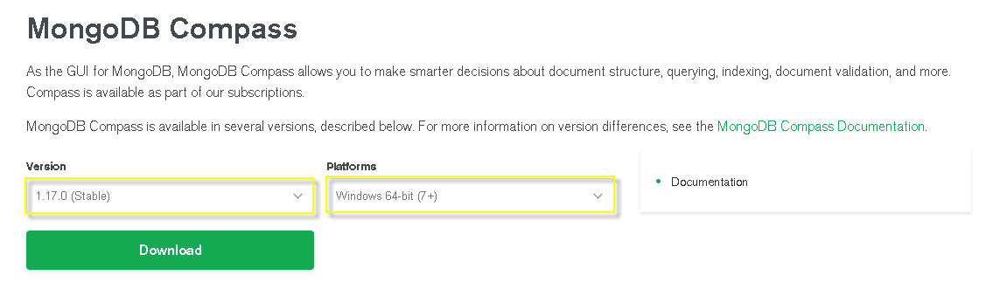 MongoDB Compass
As the GUI for MongoDB, MongoDB Compass allows you to make smarter decisions about document structure, querying, indexing, document validation, and more.
Compass is available as part of our subscriptions.
MongoDB Compass is available in several versions, described below. For more information on version differences, see the MongoDB Compass Documentation.
Version
Platforms
1.17.0 (Stable)
Windows 64-bit (7+)
Documentation
Download